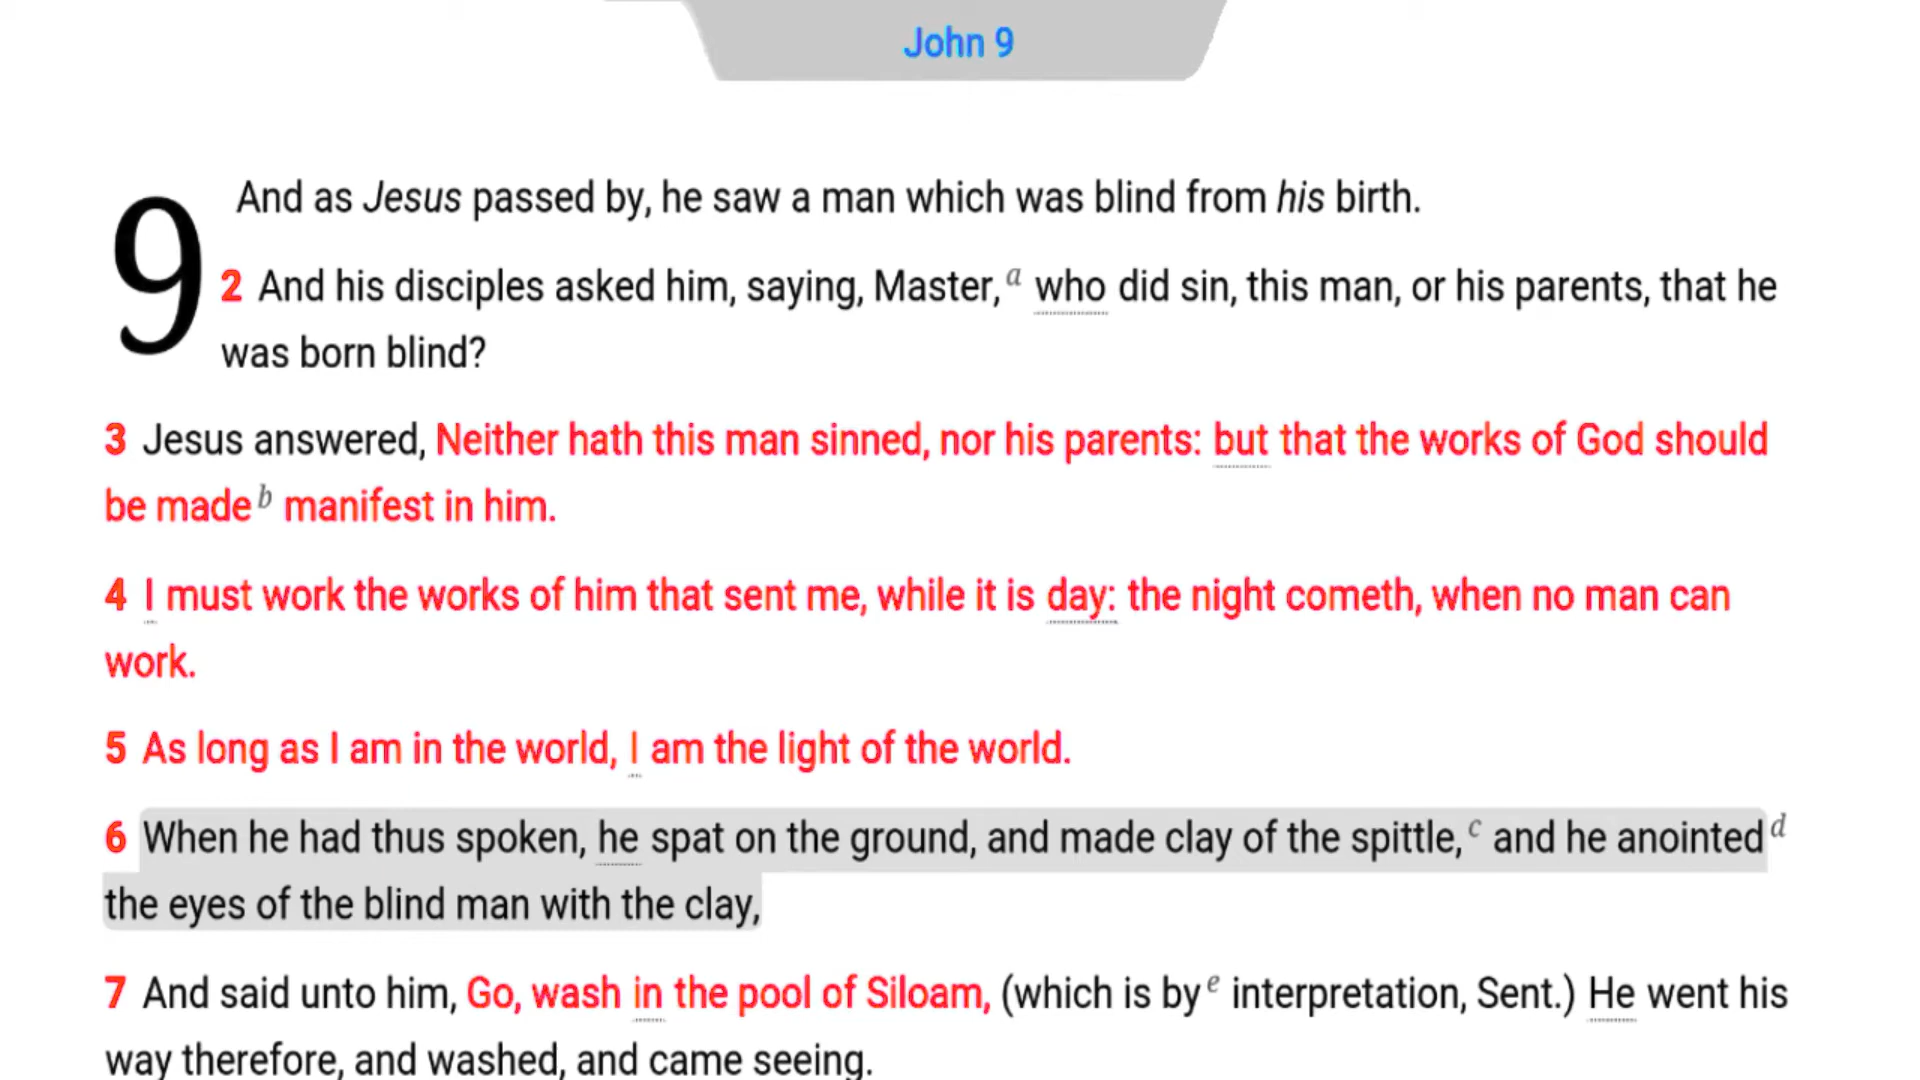 John 9
9 And as Jesus passed by, he saw a man which was blind from his birth.
2 And his disciples asked him, saying, Master, a who did sin, this man, or his parents, that he
was born blind?
3 Jesus answered, Neither hath this man sinned, nor his parents: but that the works of God should
be made b manifest in him.
4 I must work the works of him that sent me, while it is day: the night cometh, when no man can
work.
5 As long as I am in the world, I am the light of the world.
6 When he had thus spoken, he spat on the ground, and made clay of the spittle, c and he anointed d
the eyes of the blind man with the clay,
7 And said unto him, Go, wash in the pool of Siloam, (which is by e interpretation, Sent.) He went his
way therefore, and washed, and came seeing.